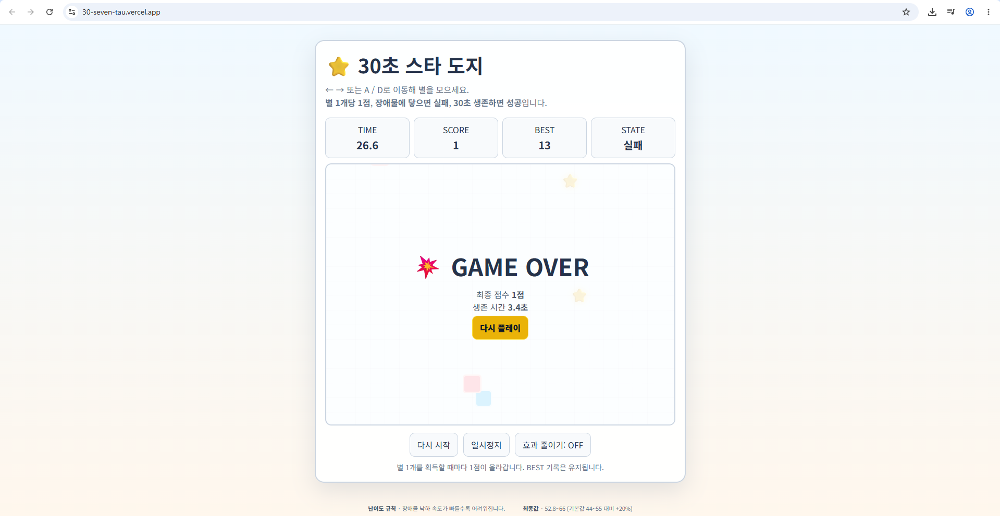 30-seven-tau.vercel.app
30초 스타 도지
← → 또는 A / D로 이동해 별을 모으세요.
별 1개당 1점, 장애물에 닿으면 실패, 30초 생존하면 성공입니다.
TIME
26.6
SCORE
1
BEST
13
STATE
실패
GAME OVER
최종 점수 1점
생존 시간 3.4초
다시 플레이
다시 시작
일시정지
효과 줄이기: OFF
별 1개를 획득할 때마다 1점이 올라갑니다. BEST 기록은 유지됩니다.
난이도 규칙 · 장애물 낙하 속도가 빠를수록 어려워집니다.
최종값 · 52.8~66 (기본값 44~55 대비 +20%)